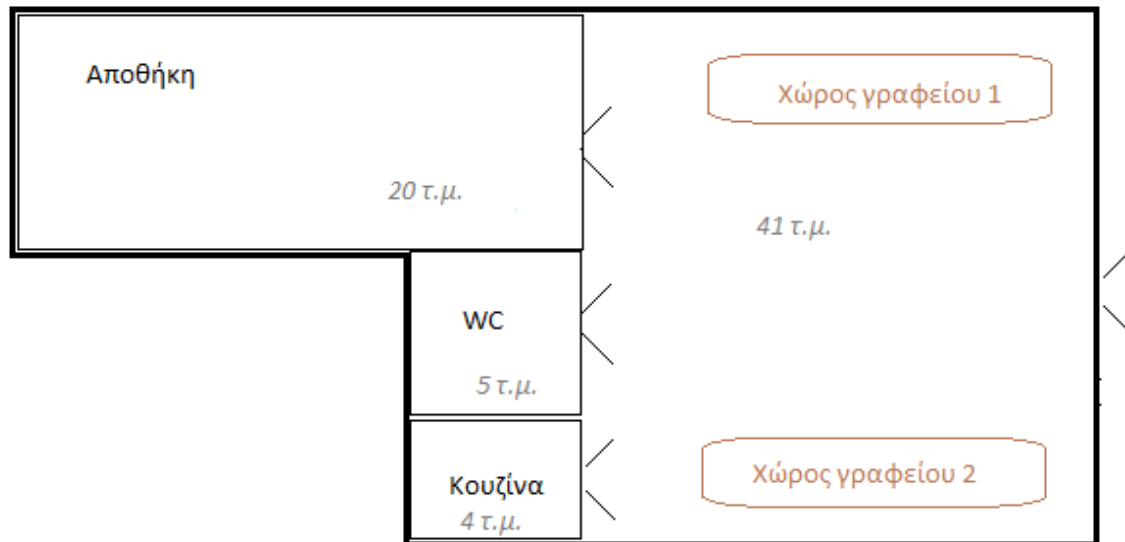 Αποθήκη
Χώρος γραφείου 1
20 τ.μ.
41 τ.μ.
WC
5 τ.μ.
Κουζίνα
4 τ.μ.
Χώρος γραφείου 2